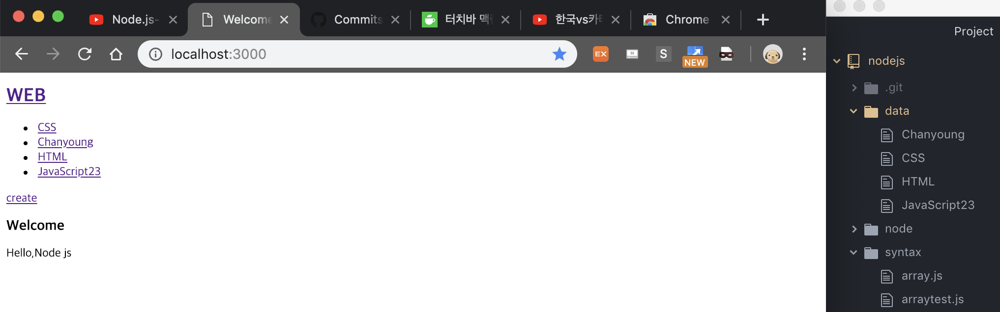 Node.js-
Welcome
Commits
터치바 맥
한국vs카타
Chrome
localhost:3000
EX
N
S
NEW
WEB
CSS
Chanyoung
HTML
JavaScript23
create
Welcome
Hello,Node js
Project
nodejs
.git
data
Chanyoung
CSS
HTML
JavaScript23
node
syntax
array.js
arraytest.js